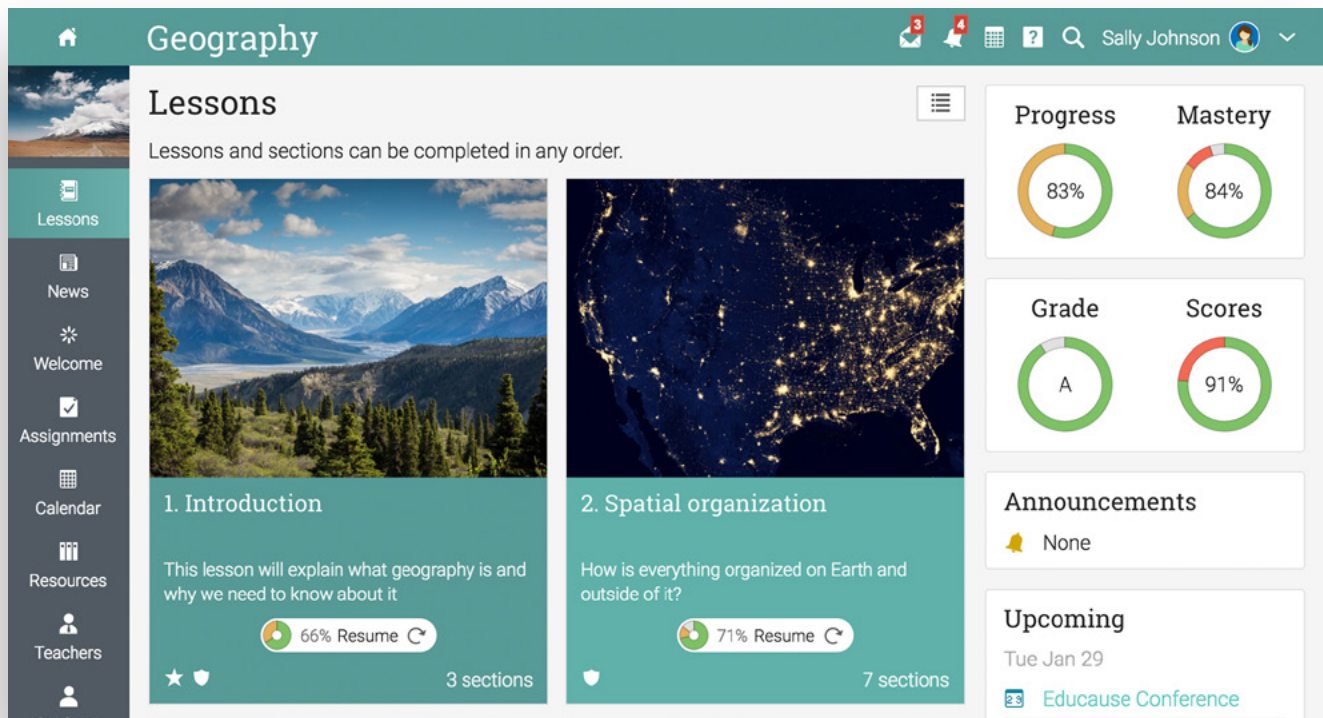 Geography
3
4
?
Sally Johnson
Lessons
News
Welcome
Assignments
Calendar
Resources
Teachers
Lessons
Lessons and sections can be completed in any order.
1. Introduction
This lesson will explain what geography is and
why we need to know about it
66% Resume
3 sections
2. Spatial organization
How is everything organized on Earth and
outside of it?
71% Resume
7 sections
Progress
83%
Mastery
84%
Grade
A
Scores
91%
Announcements
None
Upcoming
Tue Jan 29
23
Educause Conference